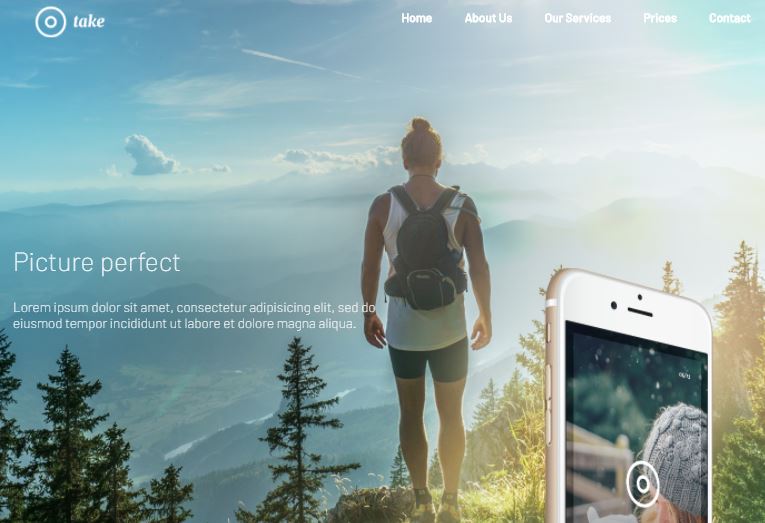 take
Home About Us Our Services Prices Contact
Picture perfect
Lorem ipsum dolor sit amet, consectetur adipisicing elit, sed do
eiusmod tempor incididunt ut labore et dolore magna aliqua.